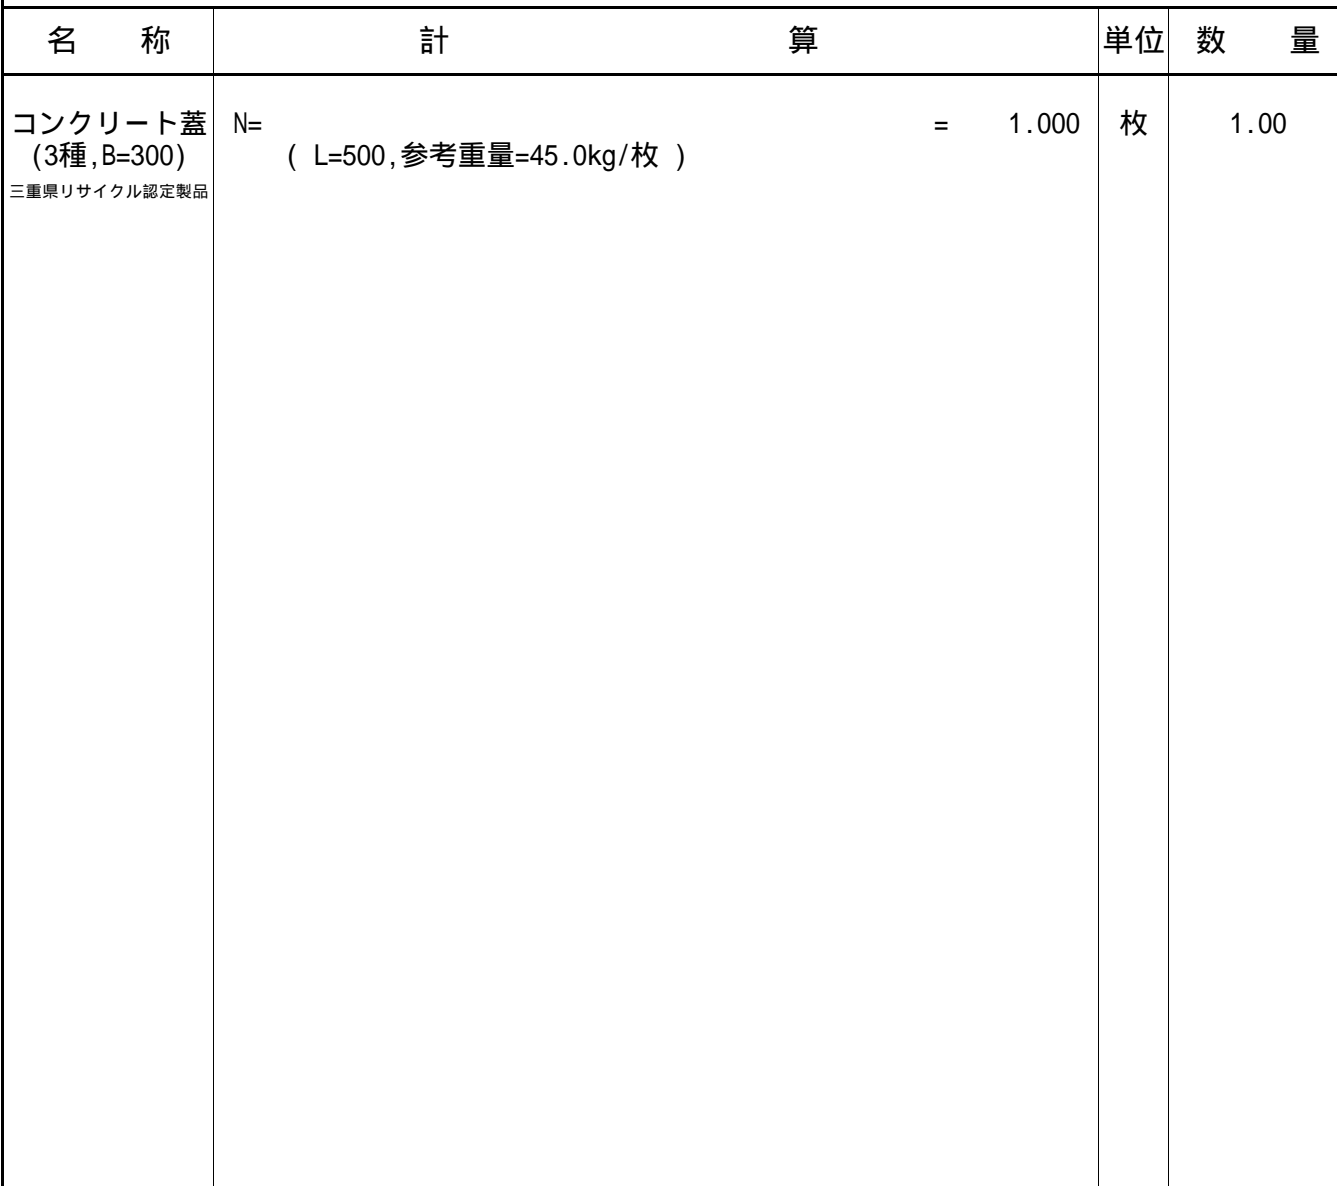 名 称 計 算 単位 数 量
コンクリート蓋 N= = 1.000 枚 1.00
(3種,B=300) ( L=500,参考重量=45.0kg/枚 )
三重県リサイクル認定製品